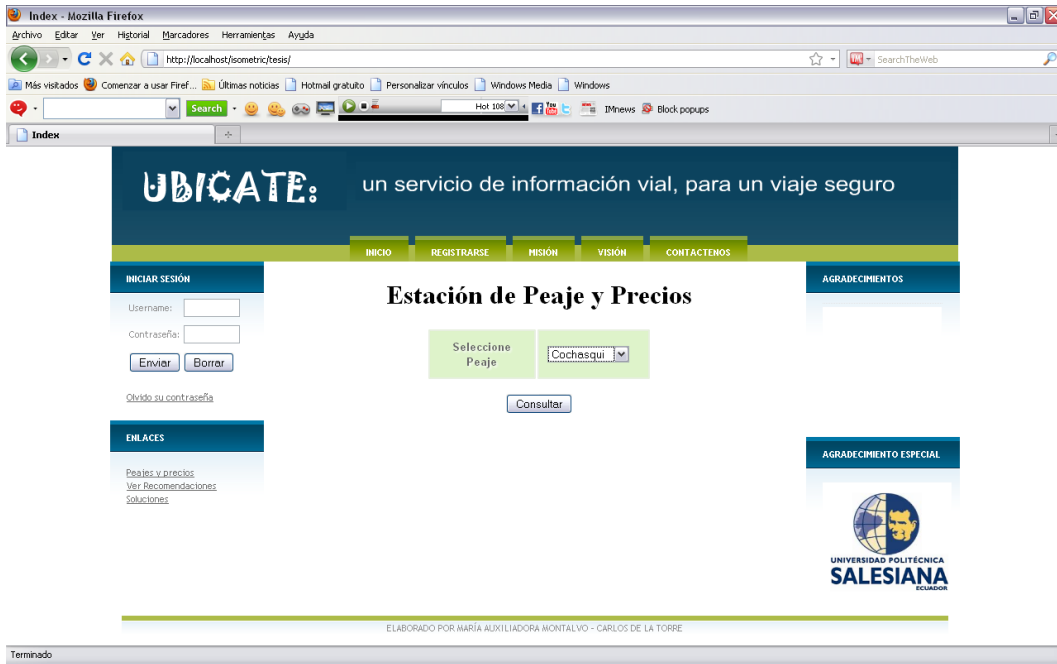 Index - Mozilla Firefox
Archivo Editar Ver Historial Marcadores Herramientas Ayuda
http://localhost/isometric/tesis/
SearchTheWeb
Más visitados Comenzar a usar Firef... Últimas noticias Hotmail gratuito Personalizar vínculos Windows Media Windows
Search Hot 108 You Tube IMnews Block popups
Index
UBICATE: un servicio de información vial, para un viaje seguro
INICIO REGISTRARSE MISIÓN VISIÓN CONTACTENOS
INICIAR SESIÓN
Username:
Contraseña:
Enviar Borrar
Olvido su contraseña
ENLACES
Peajes y precios
Ver Recomendaciones
Soluciones
Estación de Peaje y Precios
Seleccione
Peaje
Cochasqui
Consultar
AGRADECIMIENTOS
AGRADECIMIENTO ESPECIAL
UNIVERSIDAD POLITÉCNICA
SALESIANA
ECUADOR
ELABORADO POR MARÍA AUXILIADORA MONTALVO - CARLOS DE LA TORRE
Terminado